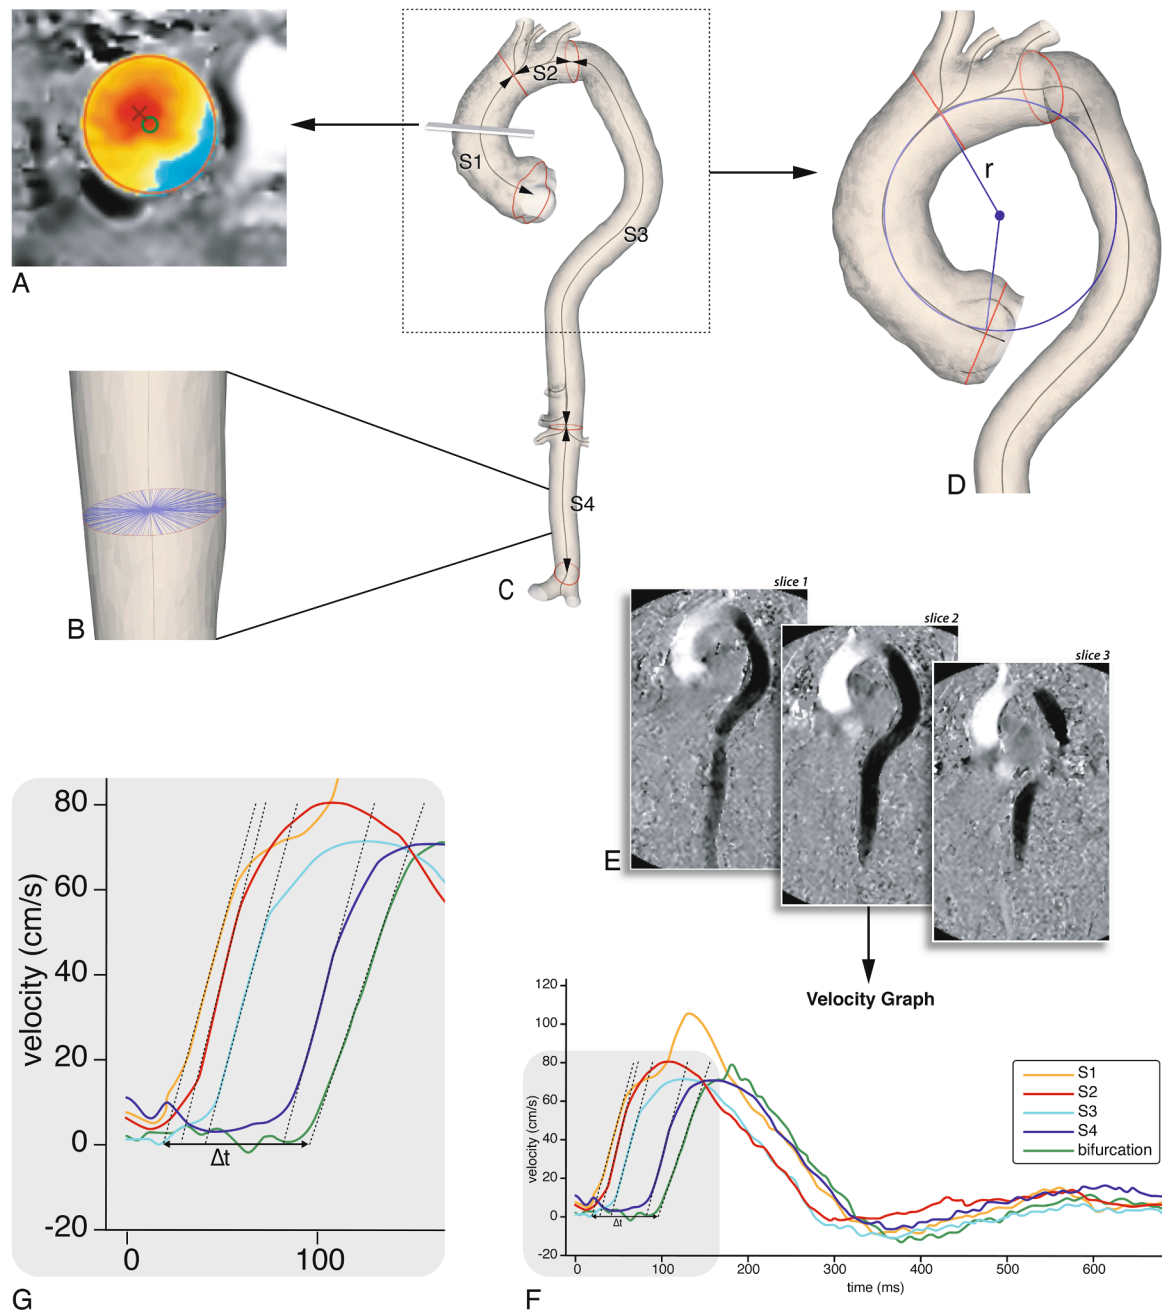 A
S1
S2
S3
S4
C
r
D
B
slice 1
slice 2
slice 3
E
Velocity Graph
velocity (cm/s)
80
60
40
20
0
-20
0
100
Δt
G
velocity (cm/s)
120
100
80
60
40
20
0
-20
0
100
200
300
400
500
600
time (ms)
Δt
S1
S2
S3
S4
bifurcation
F